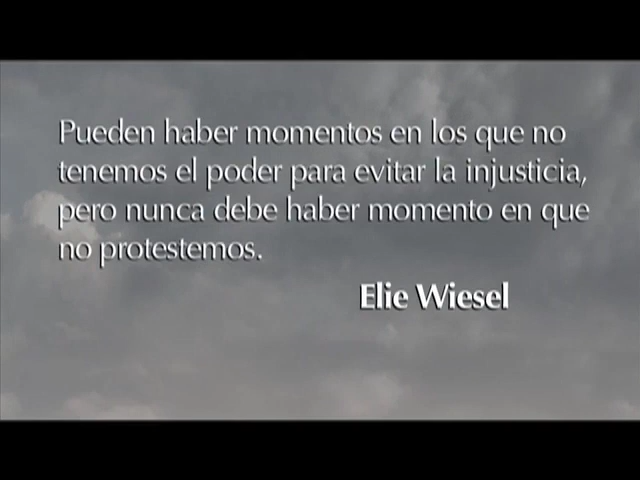 Pueden haber momentos en los que no
tenemos el poder para evitar la injusticia,
pero nunca debe haber momento en que
no protestemos.
Elie Wiesel